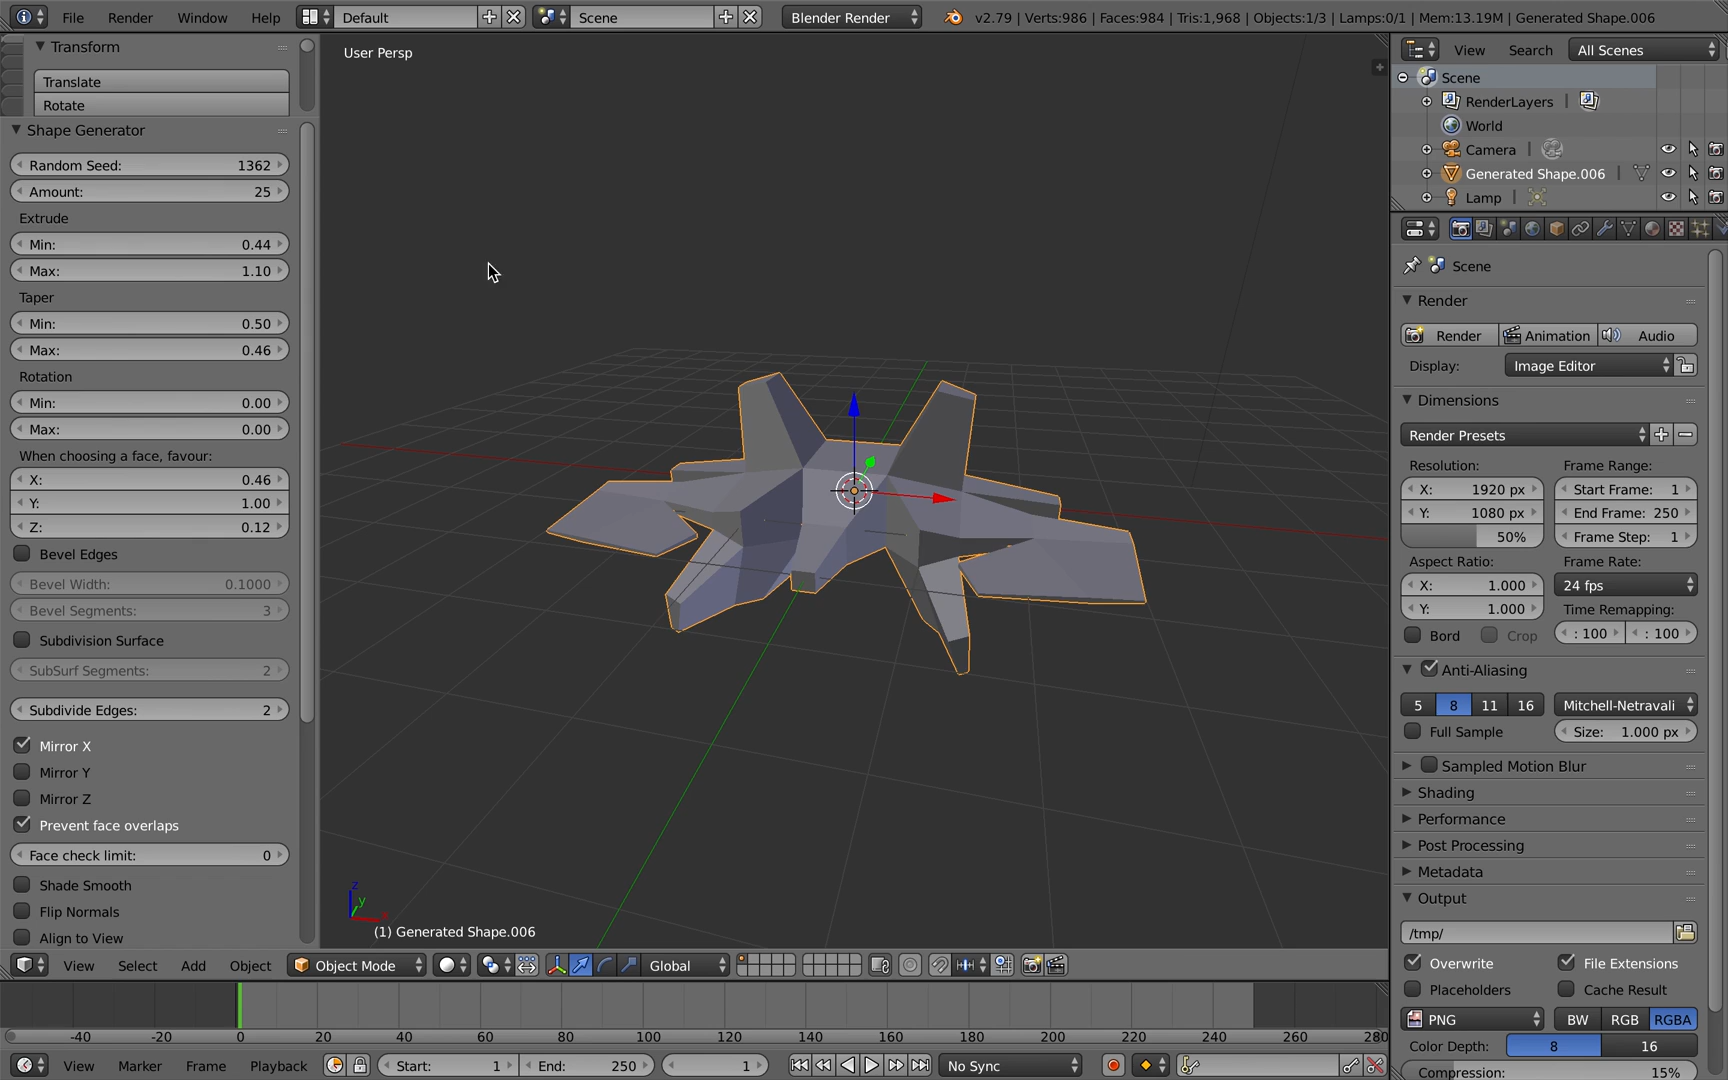 File Render Window Help Default Scene Blender Render v2.79 | Verts:986 | Faces:984 | Tris:1,968 | Objects:1/3 | Lamps:0/1 | Mem:13.19M | Generated Shape.006
Transform
Translate
Rotate
Shape Generator
Random Seed: 1362
Amount: 25
Extrude
Min: 0.44
Max: 1.10
Taper
Min: 0.50
Max: 0.46
Rotation
Min: 0.00
Max: 0.00
When choosing a face, favour:
X: 0.46
Y: 1.00
Z: 0.12
Bevel Edges
Bevel Width: 0.1000
Bevel Segments: 3
Subdivision Surface
SubSurf Segments: 2
Subdivide Edges: 2
Mirror X
Mirror Y
Mirror Z
Prevent face overlaps
Face check limit: 0
Shade Smooth
Flip Normals
Align to View
User Persp
z
y
x
(1) Generated Shape.006
View Select Add Object Object Mode Global
-40 -20 0 20 40 60 80 100 120 140 160 180 200 220 240 260 280
View Marker Frame Playback Start: 1 End: 250 1 No Sync
View Search All Scenes
Scene
RenderLayers |
World
Camera |
Generated Shape.006 |
Lamp |
Scene
Render
Render Animation Audio
Display: Image Editor
Dimensions
Render Presets
Resolution: Frame Range:
X: 1920 px Start Frame: 1
Y: 1080 px End Frame: 250
50% Frame Step: 1
Aspect Ratio: Frame Rate:
X: 1.000 24 fps
Y: 1.000 Time Remapping:
Bord Crop : 100 : 100
Anti-Aliasing
5 8 11 16 Mitchell-Netravali
Full Sample Size: 1.000 px
Sampled Motion Blur
Shading
Performance
Post Processing
Metadata
Output
/tmp/
Overwrite File Extensions
Placeholders Cache Result
PNG BW RGB RGBA
Color Depth: 8 16
Compression: 15%